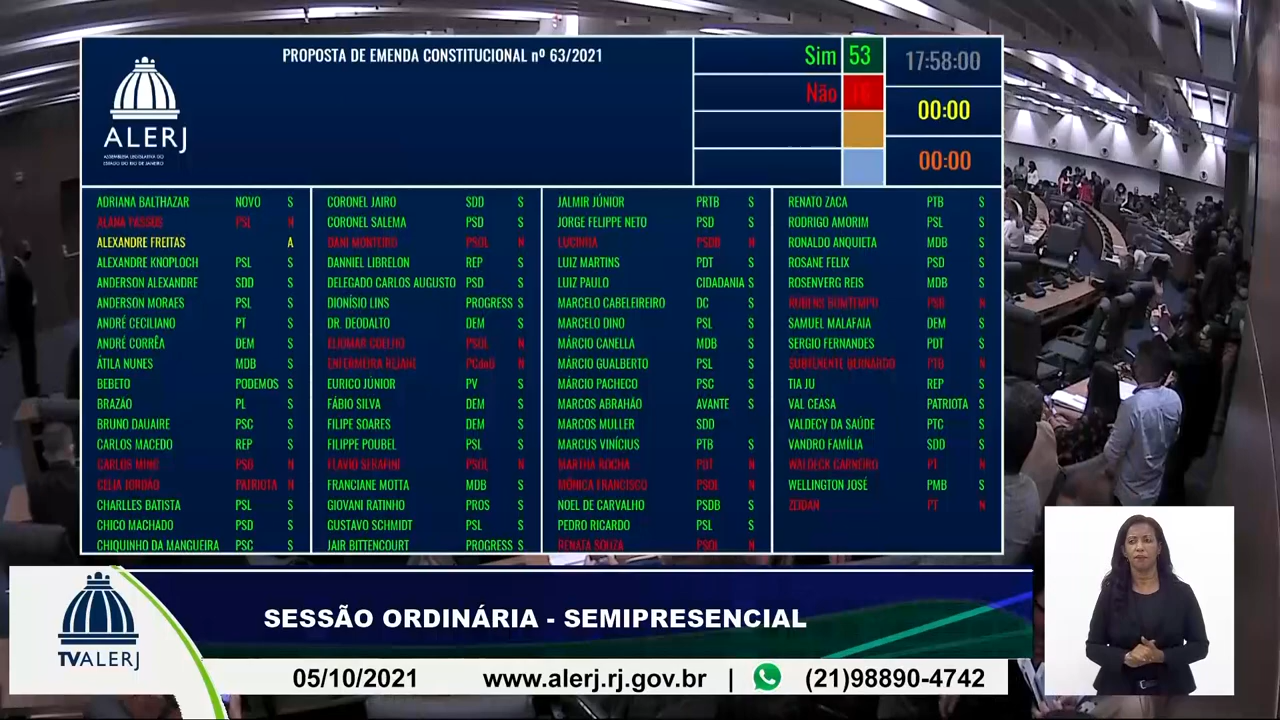 PROPOSTA DE EMENDA CONSTITUCIONAL nº 63/2021
ALERJ
ASSEMBLEIA LEGISLATIVA DO
ESTADO DO RIO DE JANEIRO
Sim 53
Não
17:58:00
00:00
00:00
ADRIANA BALTHAZAR NOVO S
ALANA PASSOS PSL N
ALEXANDRE FREITAS A
ALEXANDRE KNOPLOCH PSL S
ANDERSON ALEXANDRE SDD S
ANDERSON MORAES PSL S
ANDRÉ CECILIANO PT S
ANDRÉ CORRÊA DEM S
ÁTILA NUNES MDB S
BEBETO PODEMOS S
BRAZÃO PL S
BRUNO DAUAIRE PSC S
CARLOS MACEDO REP S
CARLOS MINC PSB N
CELIA JORDÃO PATRIOTA N
CHARLLES BATISTA PSL S
CHICO MACHADO PSD S
CHIQUINHO DA MANGUEIRA PSC S
CORONEL JAIRO SDD S
CORONEL SALEMA PSD S
DANI MONTEIRO PSOL N
DANNIEL LIBRELON REP S
DELEGADO CARLOS AUGUSTO PSD S
DIONÍSIO LINS PROGRESS S
DR. DEODALTO DEM S
ELIOMAR COELHO PSOL N
ENFERMEIRA REJANE PCdoB N
EURICO JÚNIOR PV S
FÁBIO SILVA DEM S
FILIPE SOARES DEM S
FILIPPE POUBEL PSL S
FLAVIO SERAFINI PSOL N
FRANCIANE MOTTA MDB S
GIOVANI RATINHO PROS S
GUSTAVO SCHMIDT PSL S
JAIR BITTENCOURT PROGRESS S
JALMIR JÚNIOR PRTB S
JORGE FELIPPE NETO PSD S
LUCINHA PSDB N
LUIZ MARTINS PDT S
LUIZ PAULO CIDADANIA S
MARCELO CABELEIREIRO DC S
MARCELO DINO PSL S
MÁRCIO CANELLA MDB S
MÁRCIO GUALBERTO PSL S
MÁRCIO PACHECO PSC S
MARCOS ABRAHÃO AVANTE S
MARCOS MULLER SDD
MARCUS VINÍCIUS PTB S
MARTHA ROCHA PDT N
MÔNICA FRANCISCO PSOL N
NOEL DE CARVALHO PSDB S
PEDRO RICARDO PSL S
RENATA SOUZA PSOL N
RENATO ZACA PTB S
RODRIGO AMORIM PSL S
RONALDO ANQUIETA MDB S
ROSANE FELIX PSD S
ROSENVERG REIS MDB S
RUBENS BOMTEMPO PSB N
SAMUEL MALAFAIA DEM S
SERGIO FERNANDES PDT S
SUBTENENTE BERNARDO PTB N
TIA JU REP S
VAL CEASA PATRIOTA S
VALDECY DA SAÚDE PTC S
VANDRO FAMÍLIA SDD S
WALDECK CARNEIRO PT N
WELLINGTON JOSÉ PMB S
ZEIDAN PT N
TVALERJ
SESSÃO ORDINÁRIA - SEMIPRESENCIAL
05/10/2021 www.alerj.rj.gov.br | (21)98890-4742